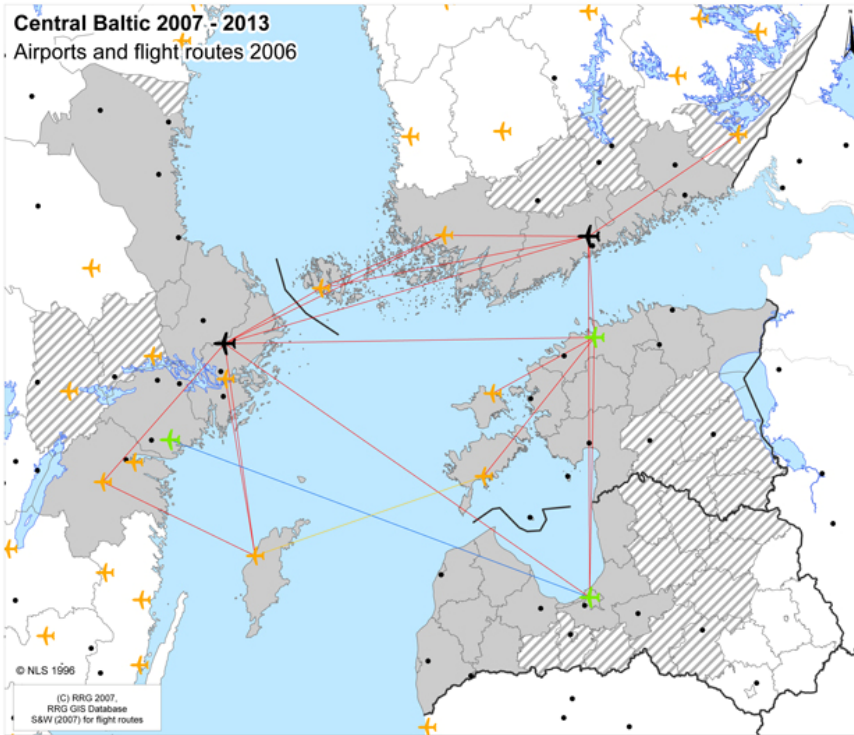 Central Baltic 2007 - 2013
Airports and flight routes 2006
N
© NLS 1996
(C) RRG 2007,
RRG GIS Database
S&W (2007) for flight routes